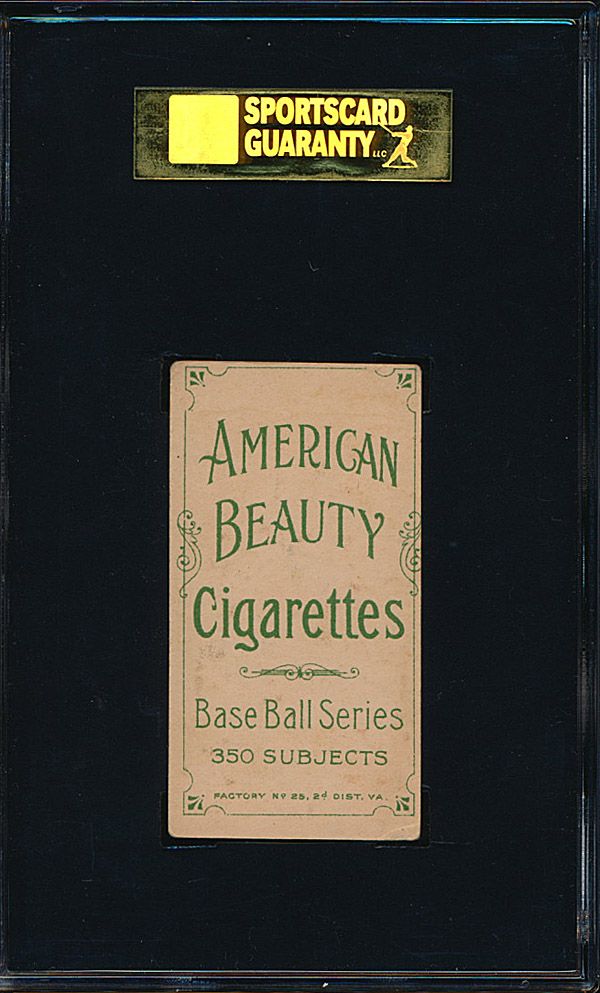 SPORTSCARD
GUARANTY LLC
AMERICAN
BEAUTY
Cigarettes
Base Ball Series
350 SUBJECTS
FACTORY Nº 25, 2d DIST. VA.